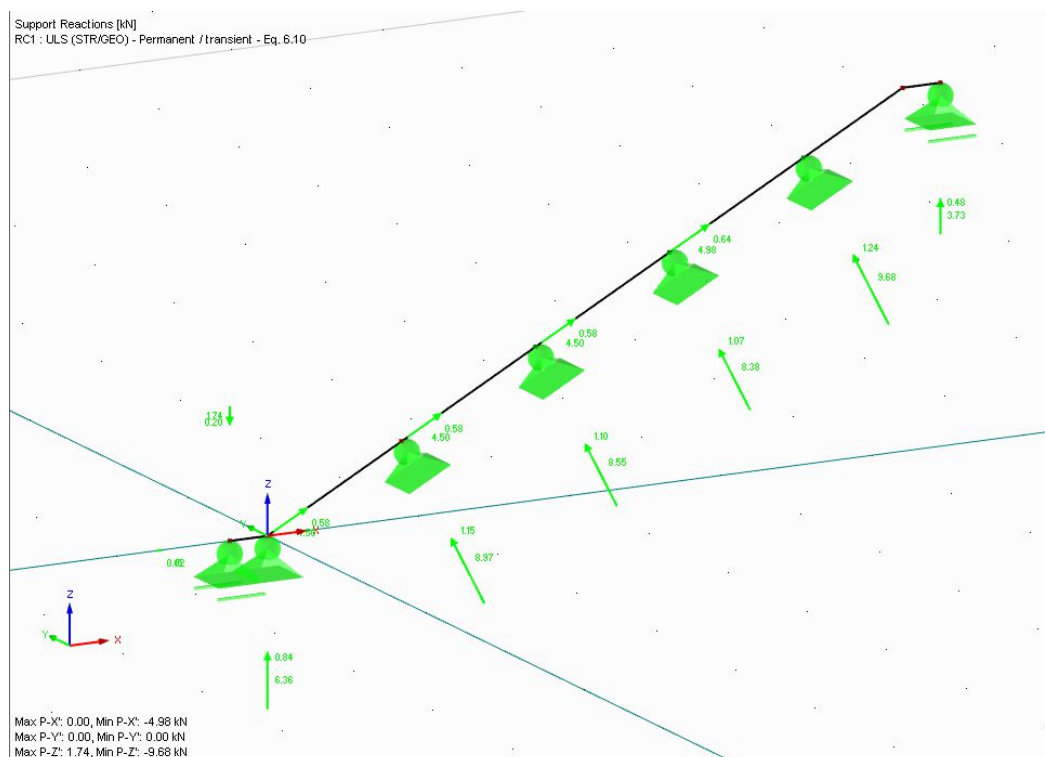 Support Reactions [kN]
RC1 : ULS (STR/GEO) - Permanent / transient - Eq. 6.10
0.48
3.73
0.64
4.98
1.24
9.68
0.58
4.50
1.07
8.38
1.74
0.20
0.58
4.50
1.10
8.55
Z
Y
0.58
X
1.15
8.97
Z
Y
X
0.84
6.36
Max P-X': 0.00, Min P-X': -4.98 kN
Max P-Y': 0.00, Min P-Y': 0.00 kN
Max P-Z': 1.74, Min P-Z': -9.68 kN